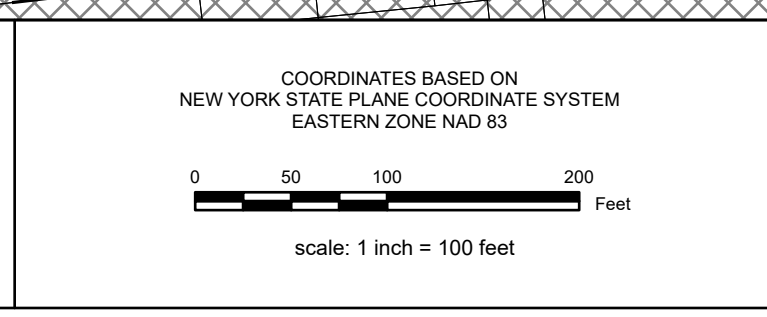 COORDINATES BASED ON
NEW YORK STATE PLANE COORDINATE SYSTEM
EASTERN ZONE NAD 83
0 50 100 200
Feet
scale: 1 inch = 100 feet